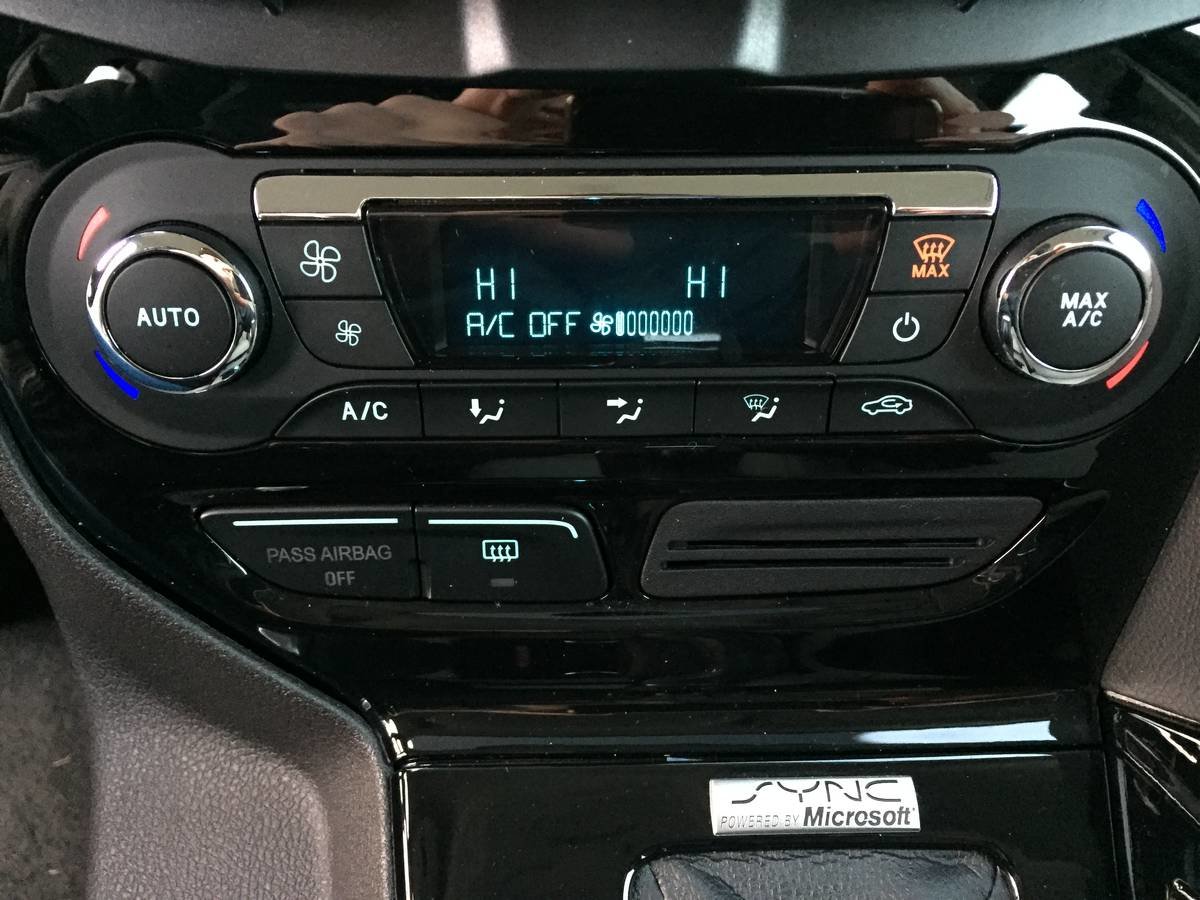 HI HI
MAX
AUTO
MAX
A/C
A/C OFF
A/C
PASS AIRBAG
OFF
SYNC
POWERED BY Microsoft